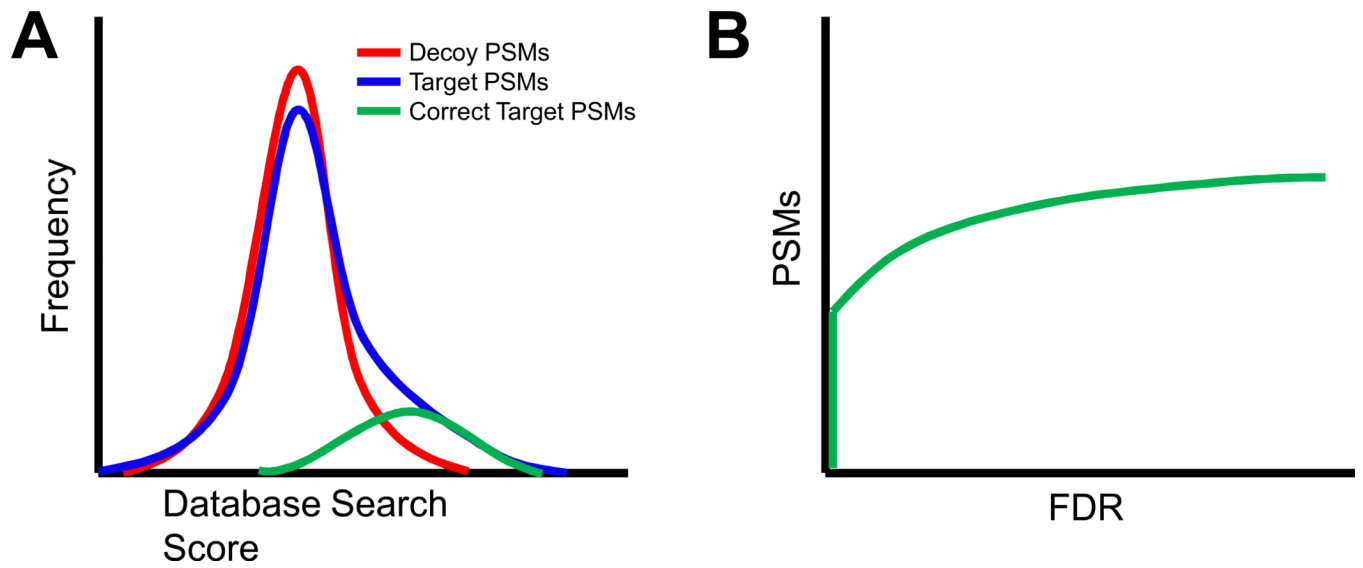 A
Decoy PSMs
Target PSMs
Correct Target PSMs
Frequency
Database Search
Score
B
PSMs
FDR